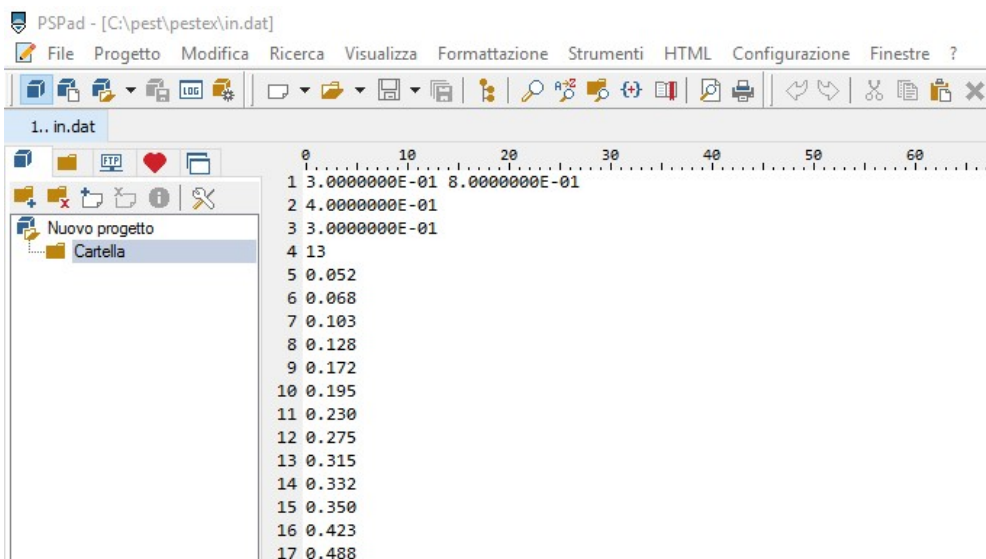 PSPad - [C:\pest\pestex\in.dat]
File Progetto Modifica Ricerca Visualizza Formattazione Strumenti HTML Configurazione Finestre ?
LOG
1.. in.dat
FTP
0 10 20 30 40 50 60
Nuovo progetto
Cartella
1 3.0000000E-01 8.0000000E-01
2 4.0000000E-01
3 3.0000000E-01
4 13
5 0.052
6 0.068
7 0.103
8 0.128
9 0.172
10 0.195
11 0.230
12 0.275
13 0.315
14 0.332
15 0.350
16 0.423
17 0.488